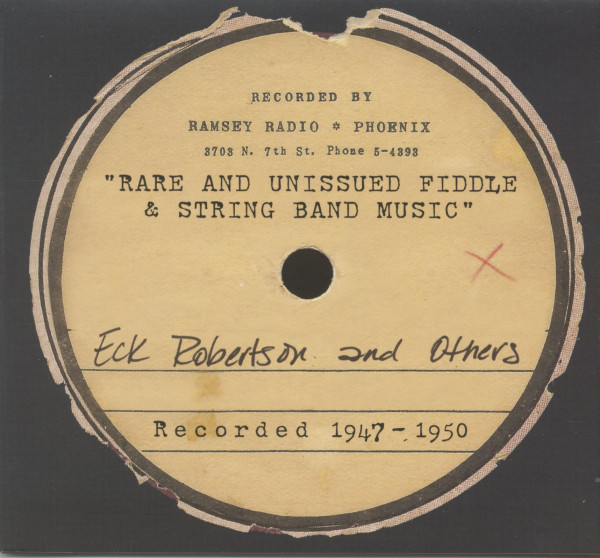 RECORDED BY
RAMSEY RADIO * PHOENIX
3703 N. 7th St. Phone 5-4393
"RARE AND UNISSUED FIDDLE
& STRING BAND MUSIC"
X
Eck Robertson and Others
Recorded 1947-1950